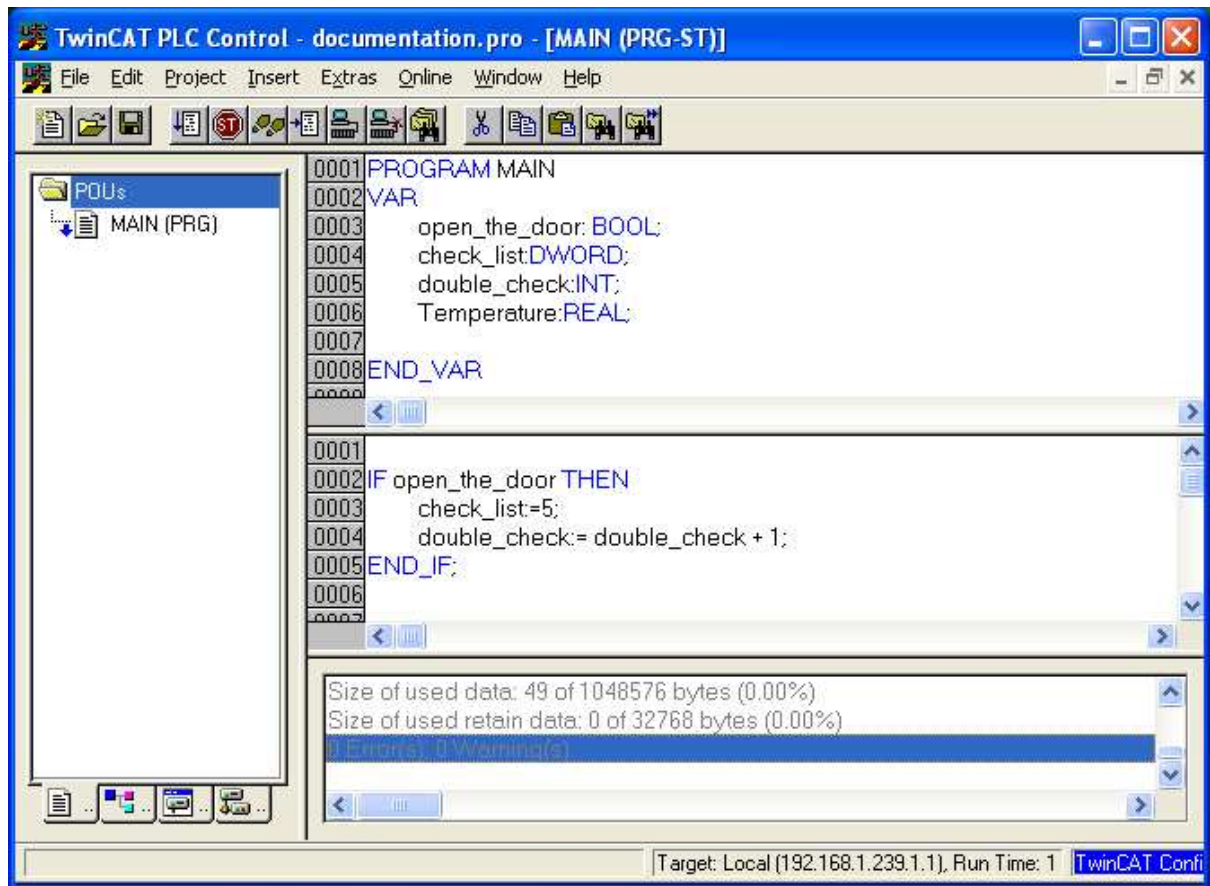 TwinCAT PLC Control - documentation.pro - [MAIN (PRG-ST)]
File Edit Project Insert Extras Online Window Help
POUs
MAIN (PRG)
0001 PROGRAM MAIN
0002 VAR
0003 open_the_door: BOOL;
0004 check_list:DWORD;
0005 double_check:INT;
0006 Temperature:REAL;
0007
0008 END_VAR
0001
0002 IF open_the_door THEN
0003 check_list:=5;
0004 double_check:= double_check + 1;
0005 END_IF;
0006
0007
Size of used data: 49 of 1048576 bytes (0.00%)
Size of used retain data: 0 of 32768 bytes (0.00%)
0 Error(s), 0 Warning(s)
Target: Local (192.168.1.239.1.1), Run Time: 1 TwinCAT Confi